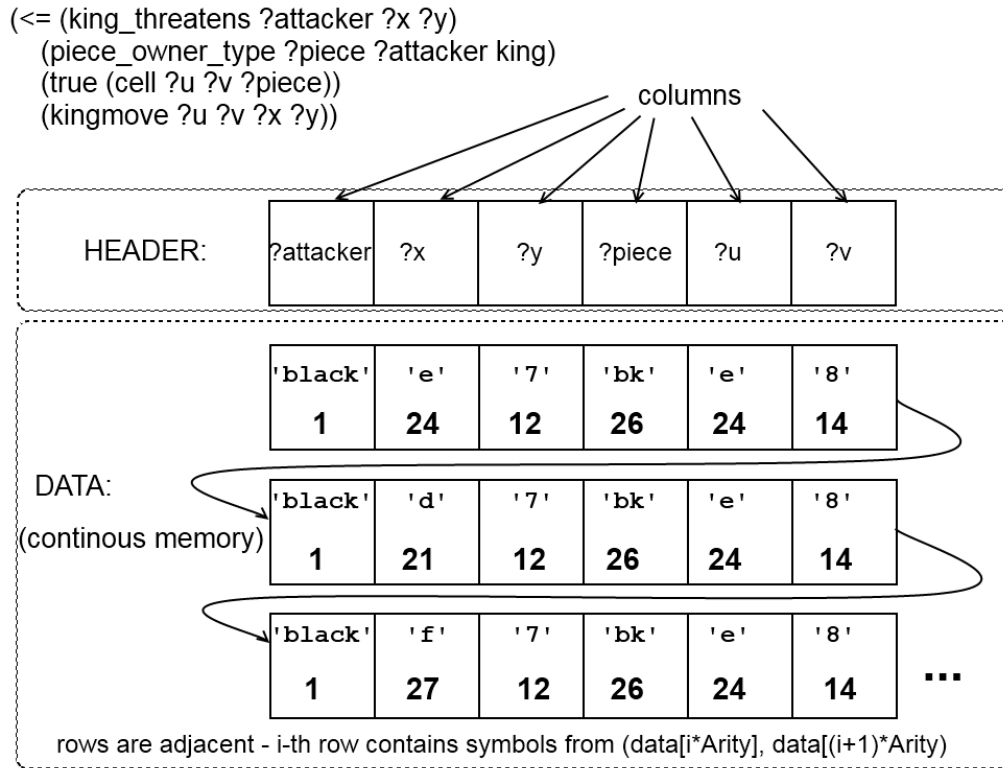 (<= (king_threatens ?attacker ?x ?y)
(piece_owner_type ?piece ?attacker king)
(true (cell ?u ?v ?piece))
(kingmove ?u ?v ?x ?y))
columns
HEADER: ?attacker ?x ?y ?piece ?u ?v
'black' 'e' '7' 'bk' 'e' '8'
1 24 12 26 24 14
DATA:
(continous memory)
'black' 'd' '7' 'bk' 'e' '8'
1 21 12 26 24 14
'black' 'f' '7' 'bk' 'e' '8'
1 27 12 26 24 14 ...
rows are adjacent - i-th row contains symbols from (data[i*Arity], data[(i+1)*Arity)